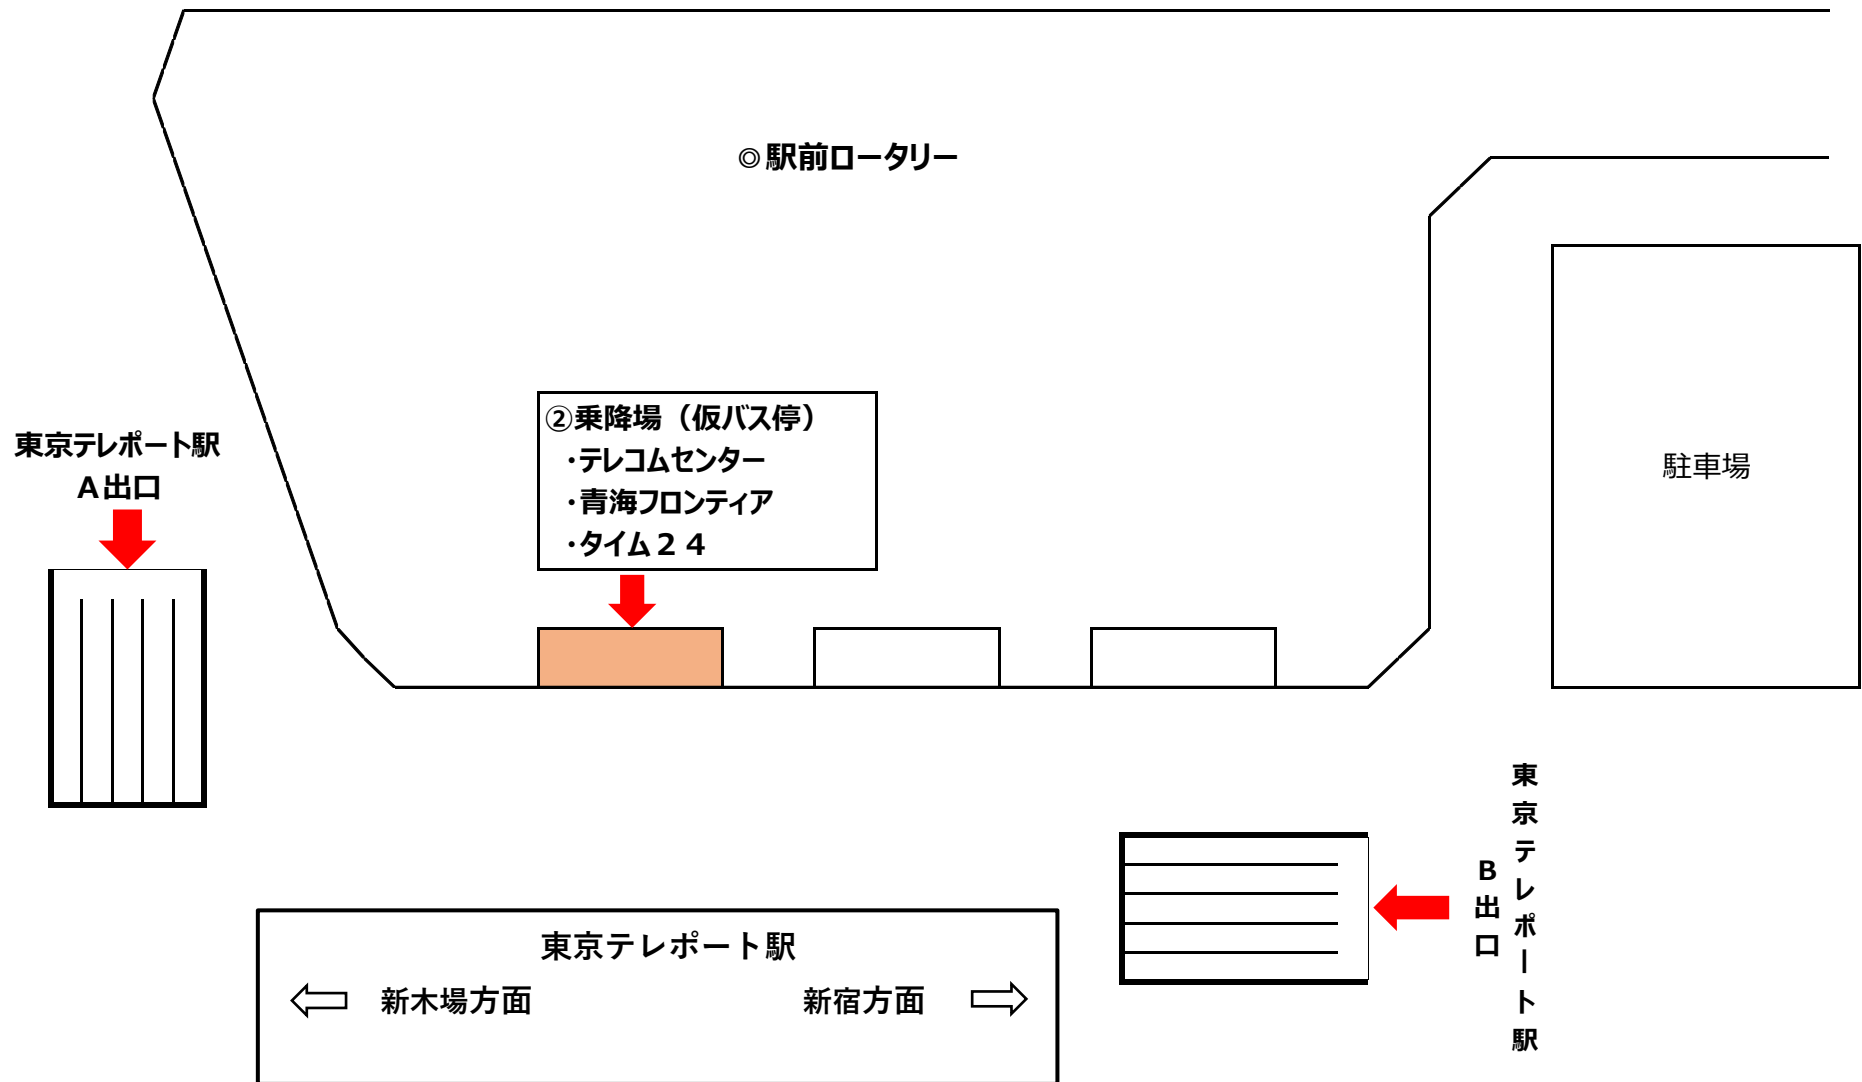 ◎駅前ロータリー
②乗降場（仮バス停）
・テレコムセンター
・青海フロンティア
・タイム２４
東京テレポート駅
A出口
駐車場
東京テレポート駅
B出口
東京テレポート駅
新木場方面
新宿方面